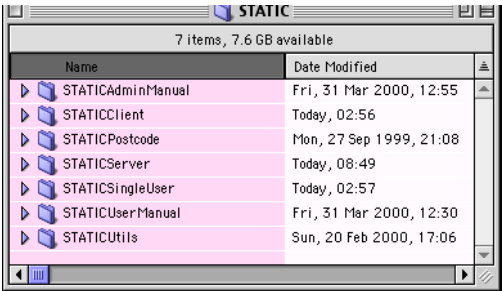 STATIC
7 items, 7.6 GB available
Name Date Modified
STATICAdminManual Fri, 31 Mar 2000, 12:55
STATICClient Today, 02:56
STATICPostcode Mon, 27 Sep 1999, 21:08
STATICServer Today, 08:49
STATICSingleUser Today, 02:57
STATICUserManual Fri, 31 Mar 2000, 12:30
STATICUtils Sun, 20 Feb 2000, 17:06